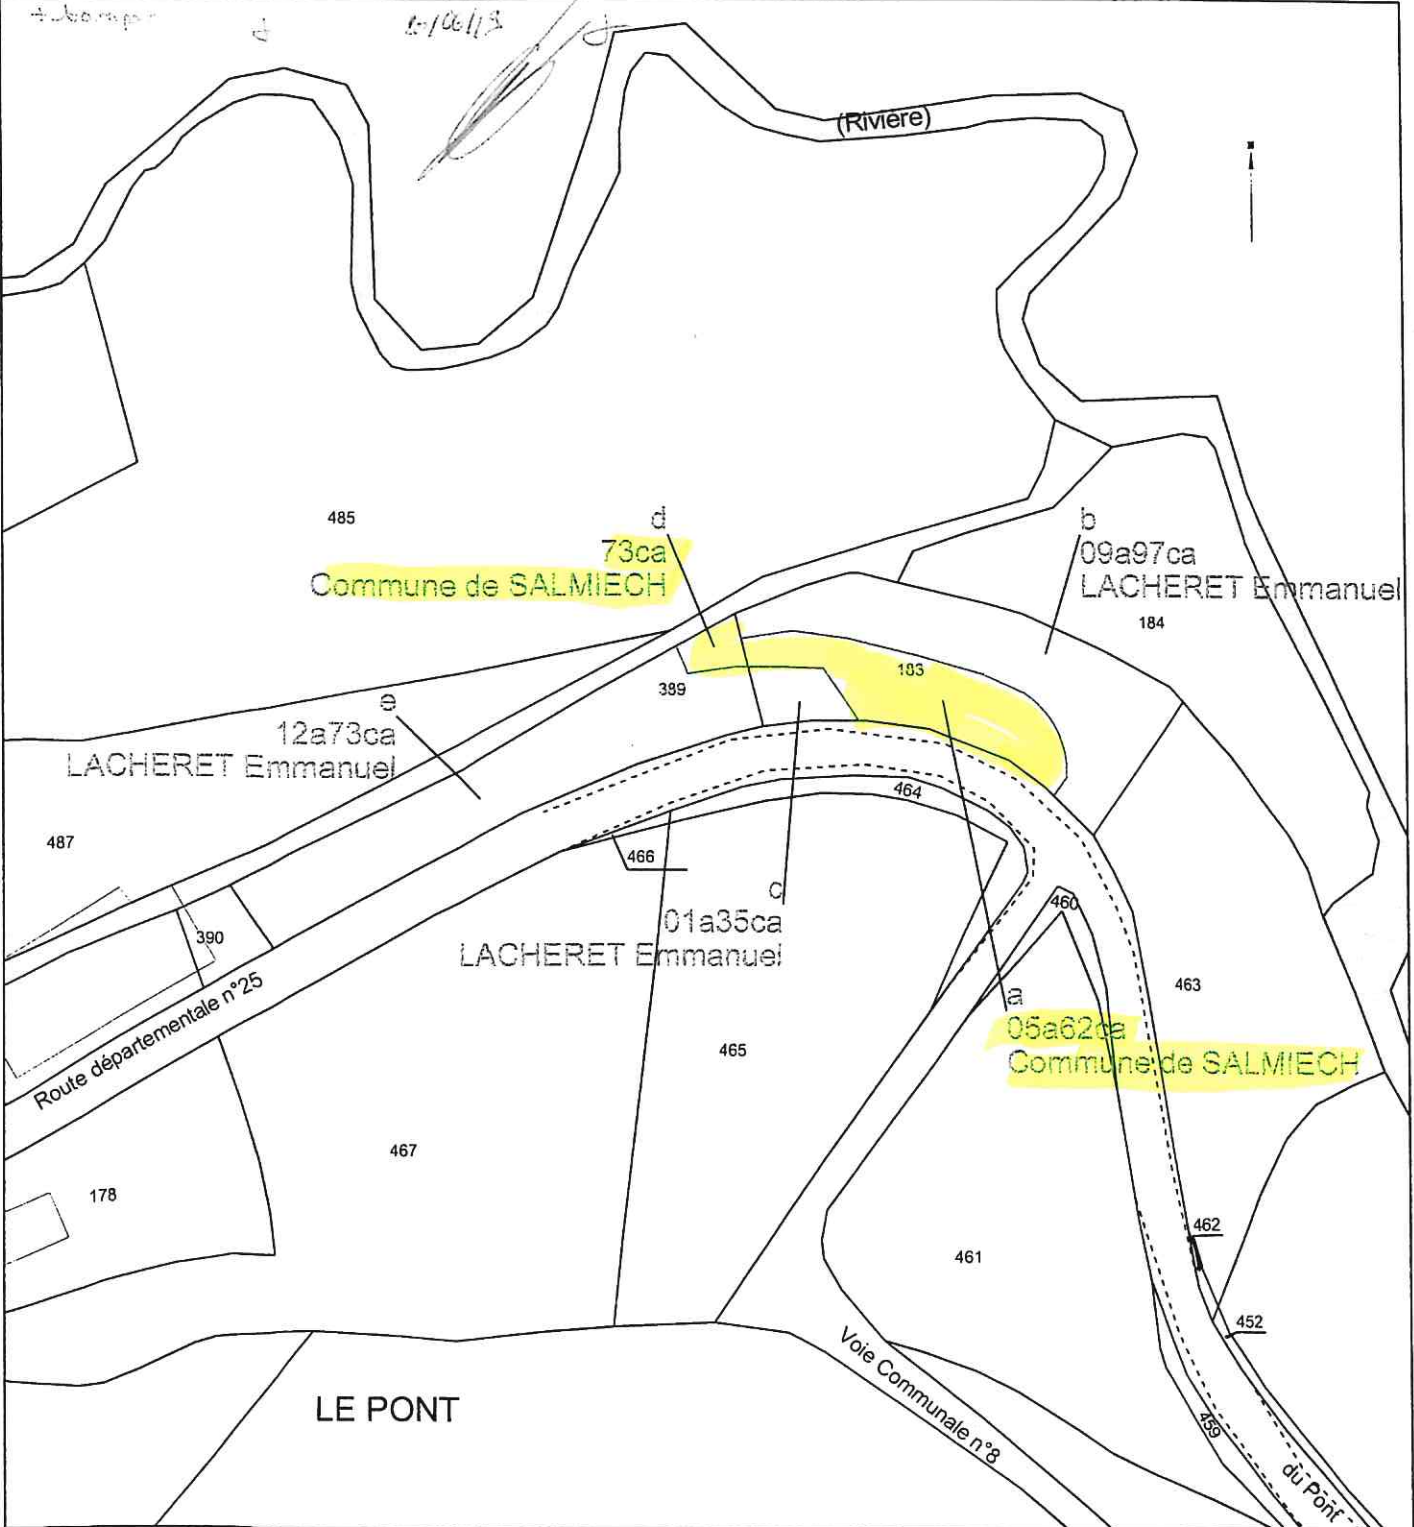 (Rivière)
485
d
73ca
Commune de SALMIECH
b
09a97ca
LACHERET Emmanuel
184
183
389
e
12a73ca
LACHERET Emmanuel
464
487
466
c
01a35ca
LACHERET Emmanuel
460
390
463
Route départementale n°25
a
05a62ca
Commune de SALMIECH
465
467
178
462
461
452
Voie Communale n°8
LE PONT
459
du Pont